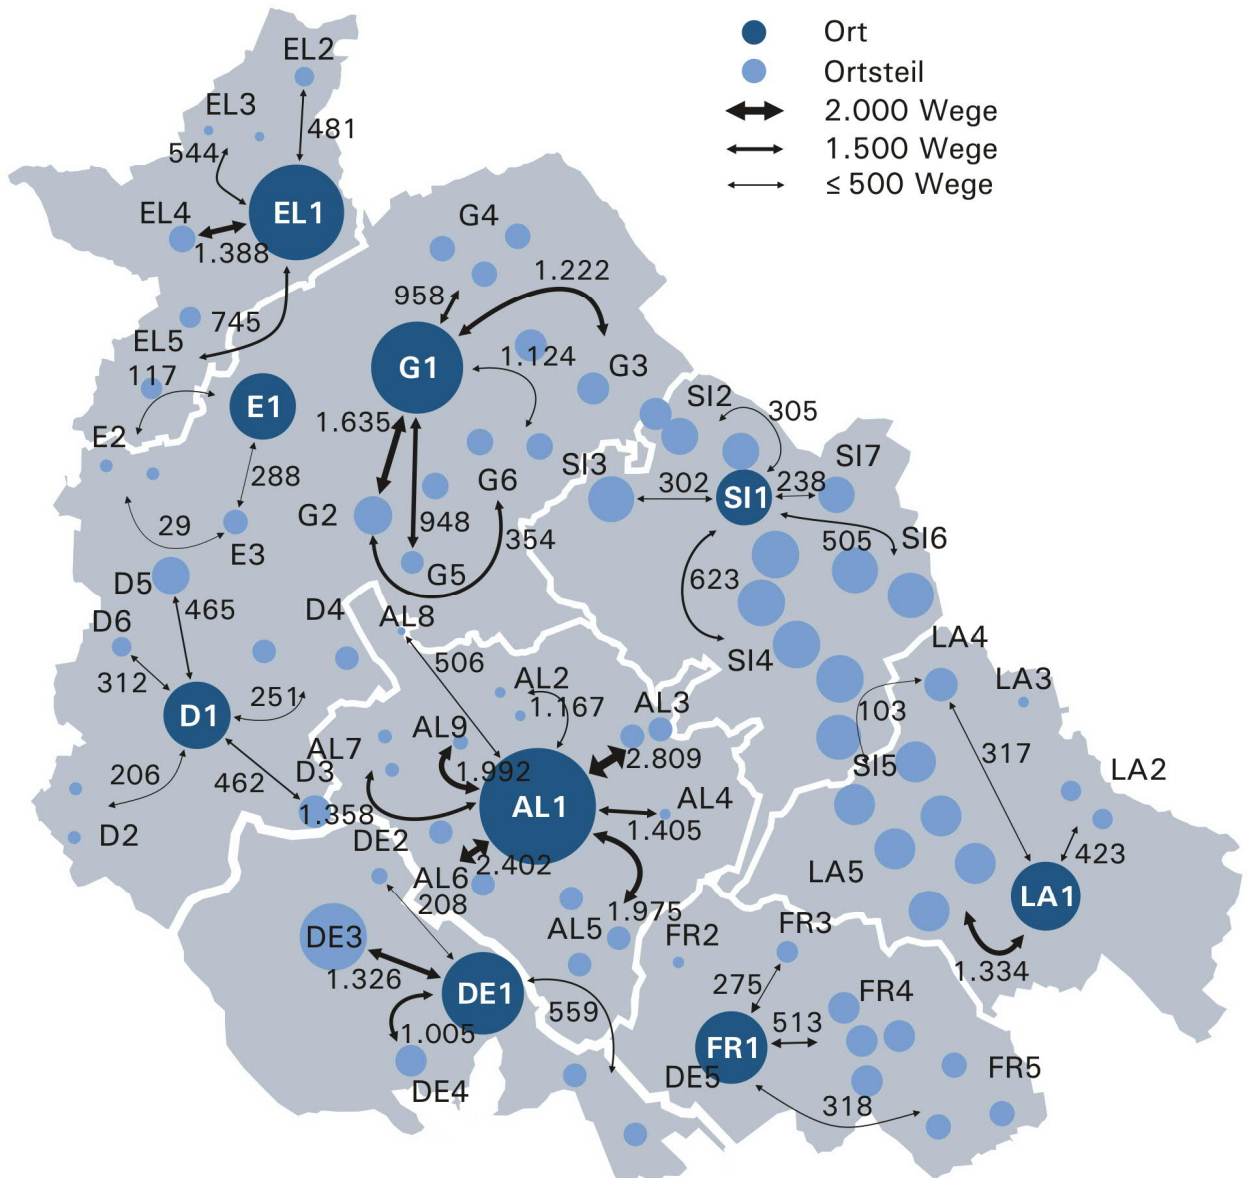 Ort
Ortsteil
2.000 Wege
1.500 Wege
≤ 500 Wege
EL2
EL3
481
544
EL1
EL4
1.388
745
EL5
117
E1
E2
288
29
E3
G4
1.222
958
G1
1.124
G3
1.635
G6
G2
948
354
G5
SI2
305
SI3
SI7
302
238
SI1
505
SI6
623
SI4
103
SI5
D5
465
D4
D6
312
251
D1
206
462
D3
D2
AL8
506
AL2
1.167
AL3
AL9
AL7
1.992
2.809
AL1
AL4
1.358
1.405
DE2
2.402
AL6
208
1.975
AL5
LA4
LA3
317
LA2
423
LA5
LA1
1.334
DE3
1.326
DE1
559
1.005
DE4
DE5
FR2
FR3
275
FR4
513
FR1
FR5
318